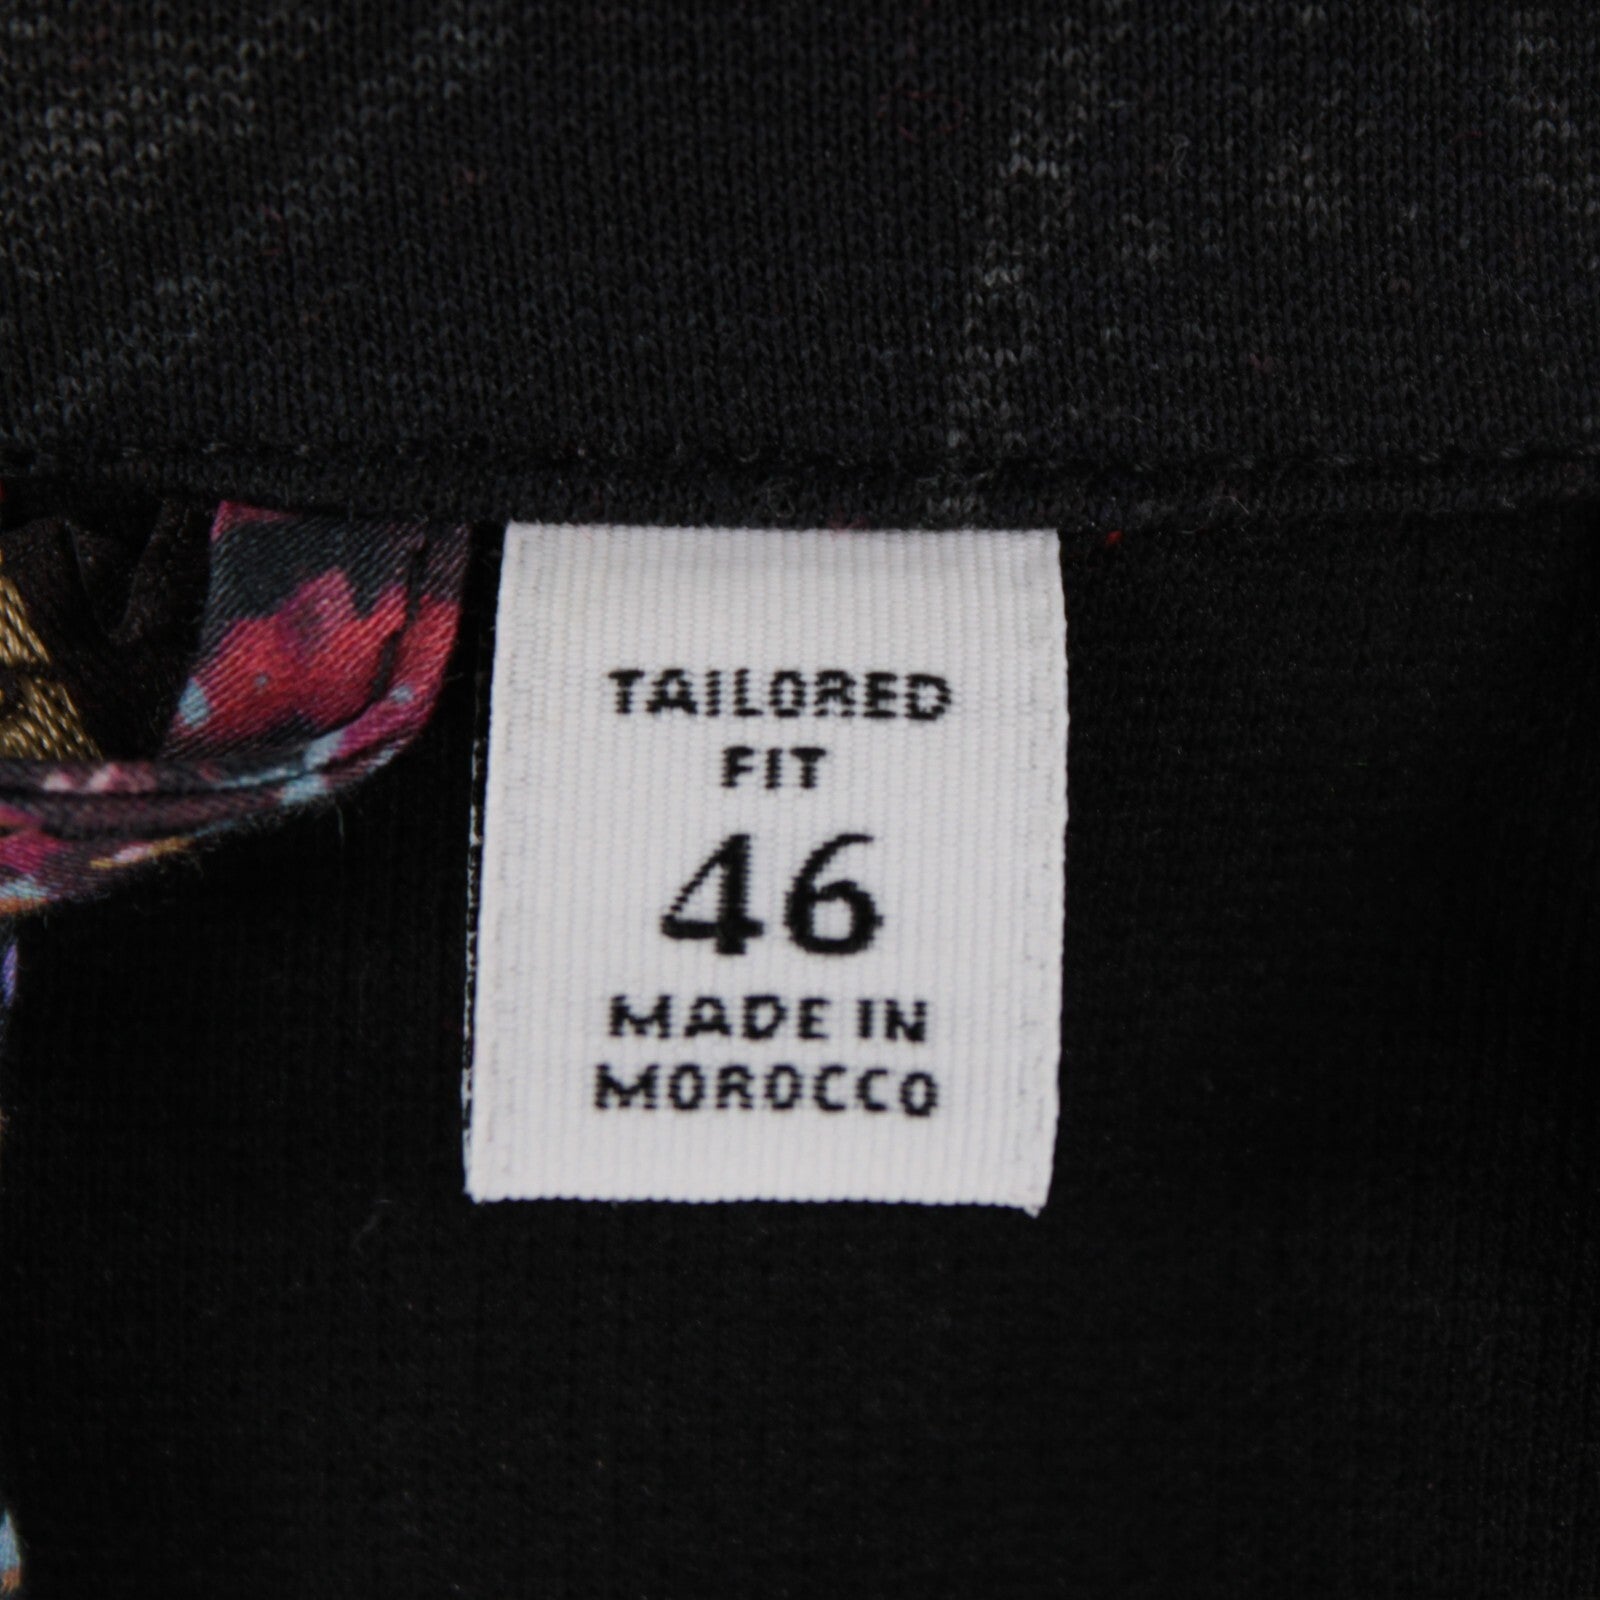 TAILORED
FIT
46
MADE IN
MOROCCO